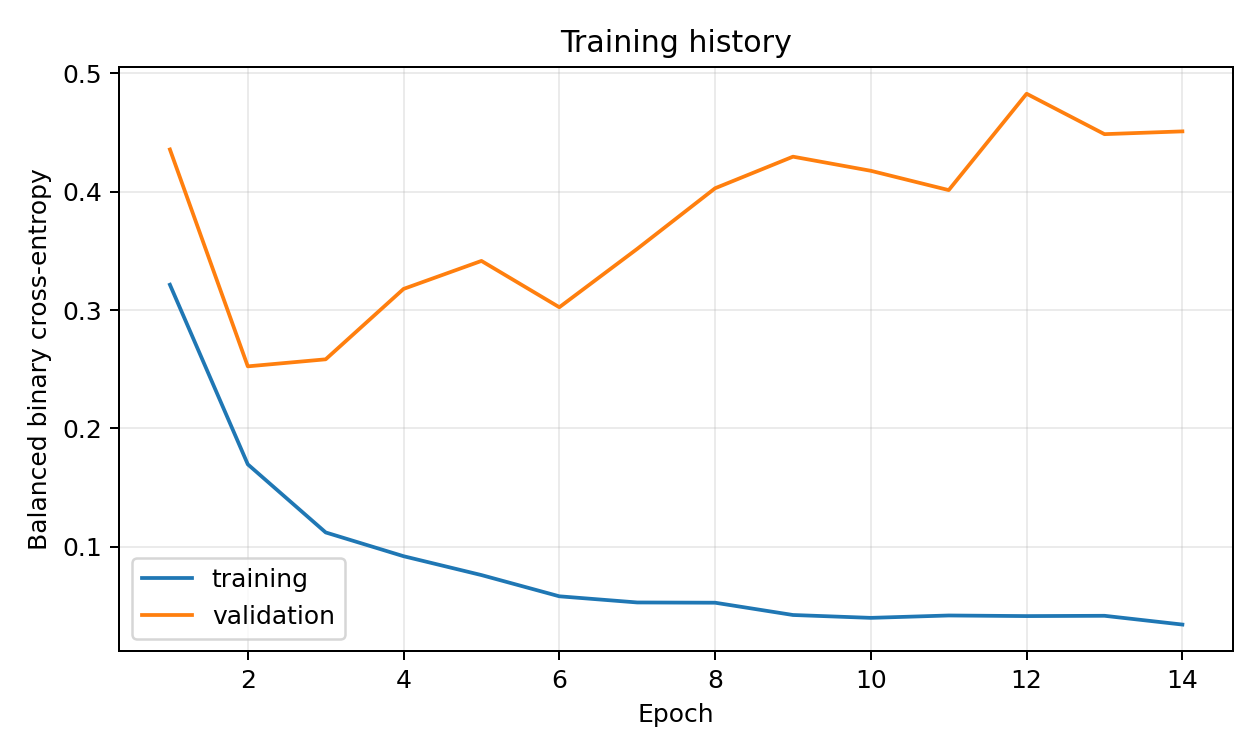 Training history
Balanced binary cross-entropy
0.5
0.4
0.3
0.2
0.1
training
validation
2 4 6 8 10 12 14
Epoch